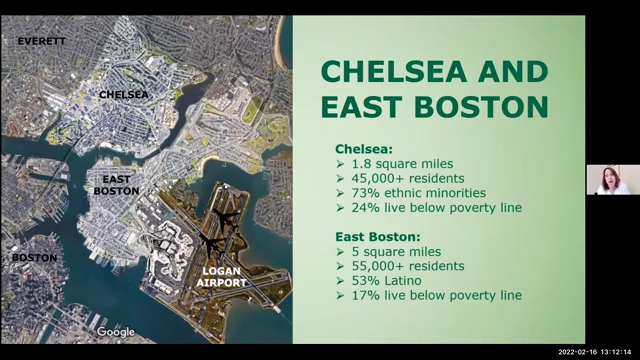 EVERETT
CHELSEA
EAST
BOSTON
BOSTON
LOGAN
AIRPORT
Google
CHELSEA AND
EAST BOSTON
Chelsea:
➢ 1.8 square miles
➢ 45,000+ residents
➢ 73% ethnic minorities
➢ 24% live below poverty line
East Boston:
➢ 5 square miles
➢ 55,000+ residents
➢ 53% Latino
➢ 17% live below poverty line
2022-02-16 13:12:14